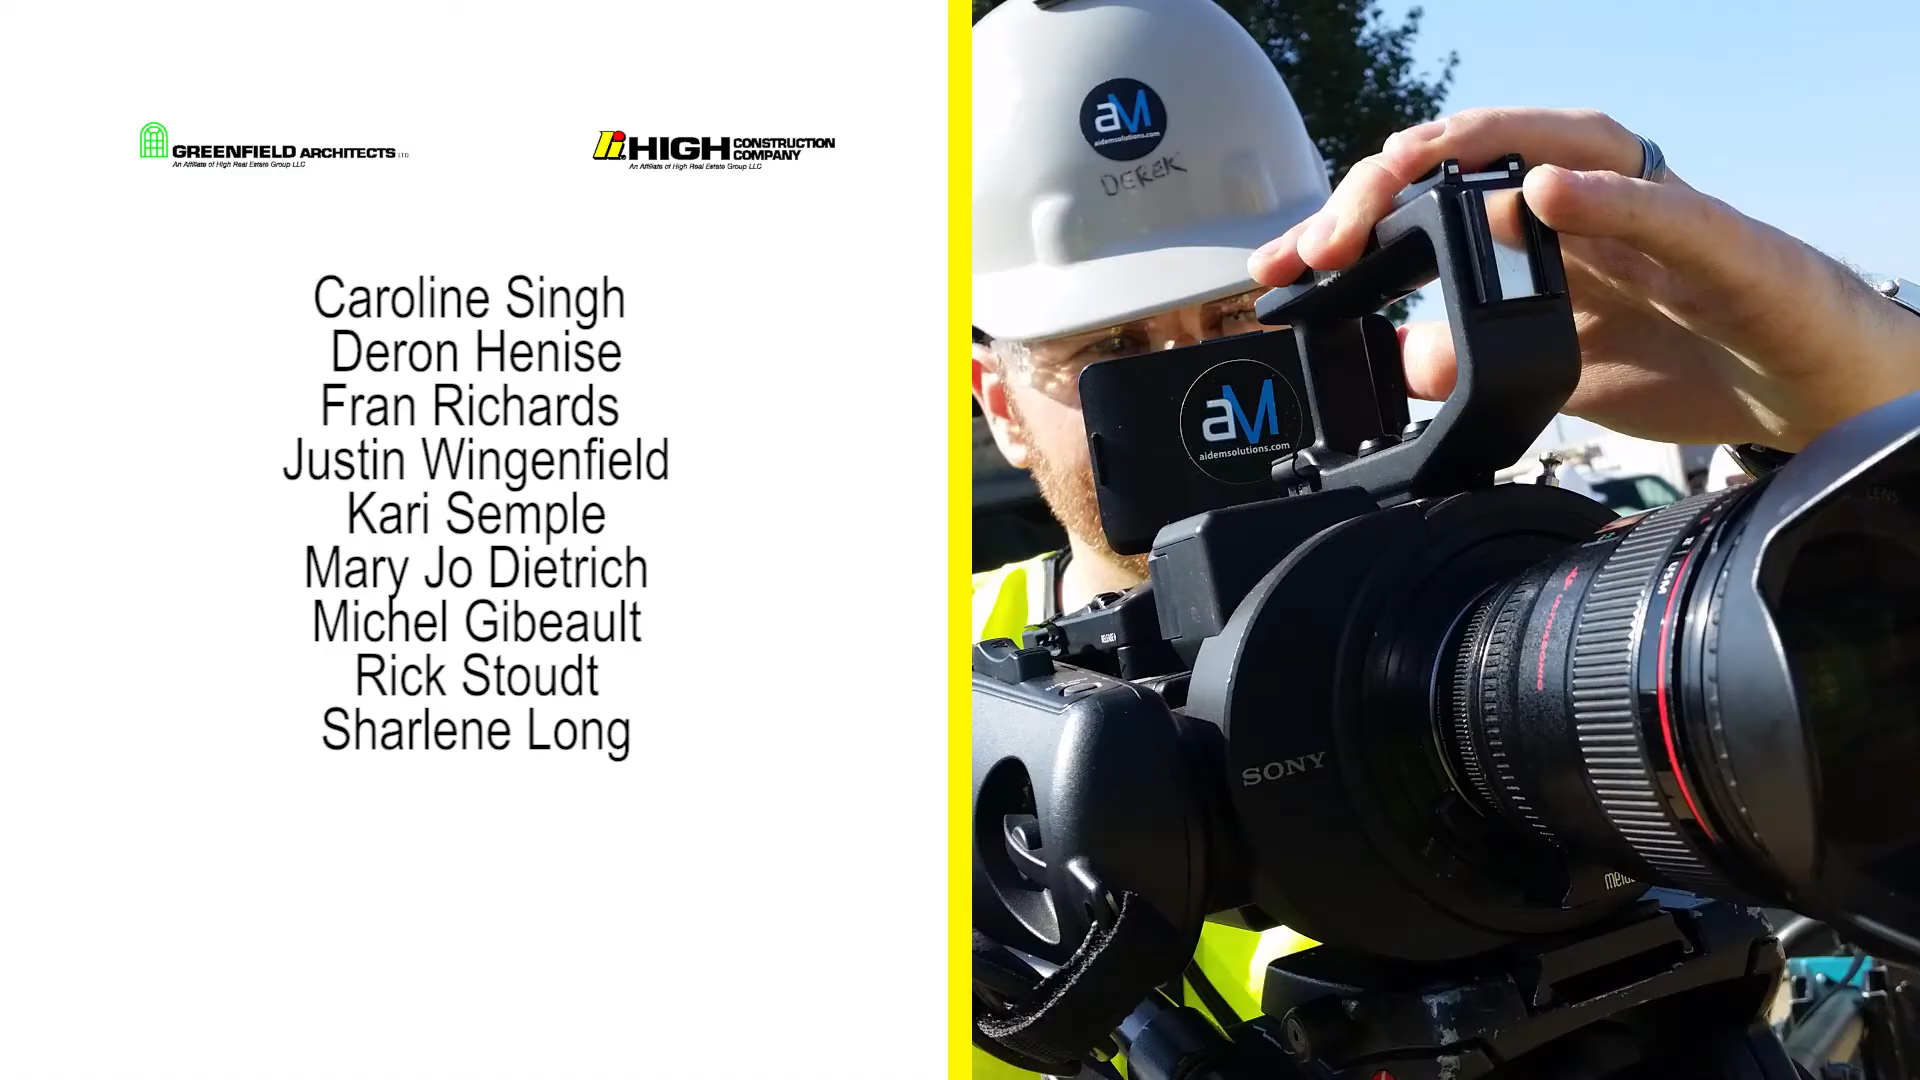 GREENFIELD ARCHITECTS LTD.
An Affiliate of High Real Estate Group LLC
HIGH CONSTRUCTION COMPANY
An Affiliate of High Real Estate Group LLC
Caroline Singh
Deron Henise
Fran Richards
Justin Wingenfield
Kari Semple
Mary Jo Dietrich
Michel Gibeault
Rick Stoudt
Sharlene Long
aM
aidemsolutions.com
DEREK
aM
aidemsolutions.com
RELEASE
LENS
USM
ULTRASONIC
SONY